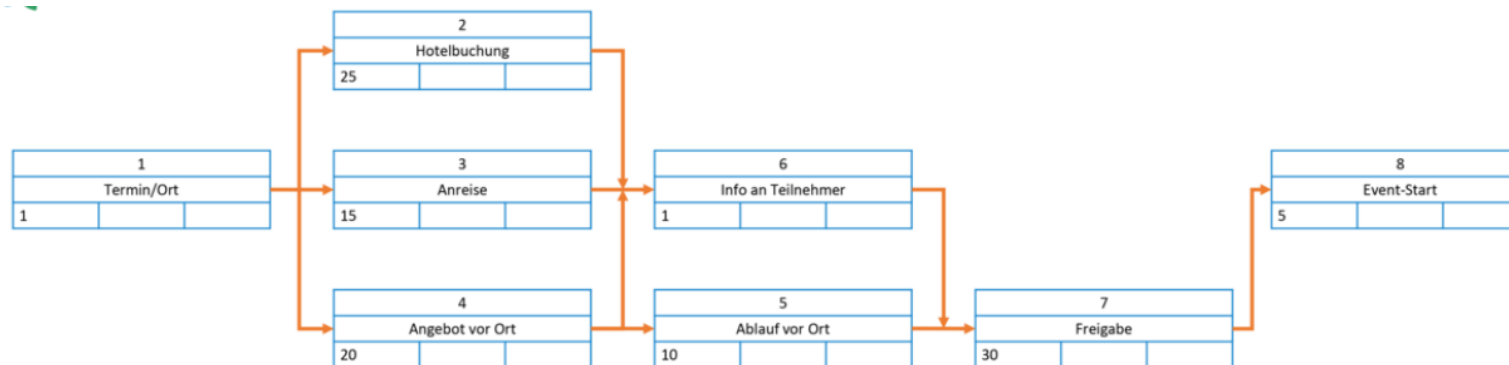 2
Hotelbuchung
25
1
Termin/Ort
1
3
Anreise
15
6
Info an Teilnehmer
1
8
Event-Start
5
4
Angebot vor Ort
20
5
Ablauf vor Ort
10
7
Freigabe
30